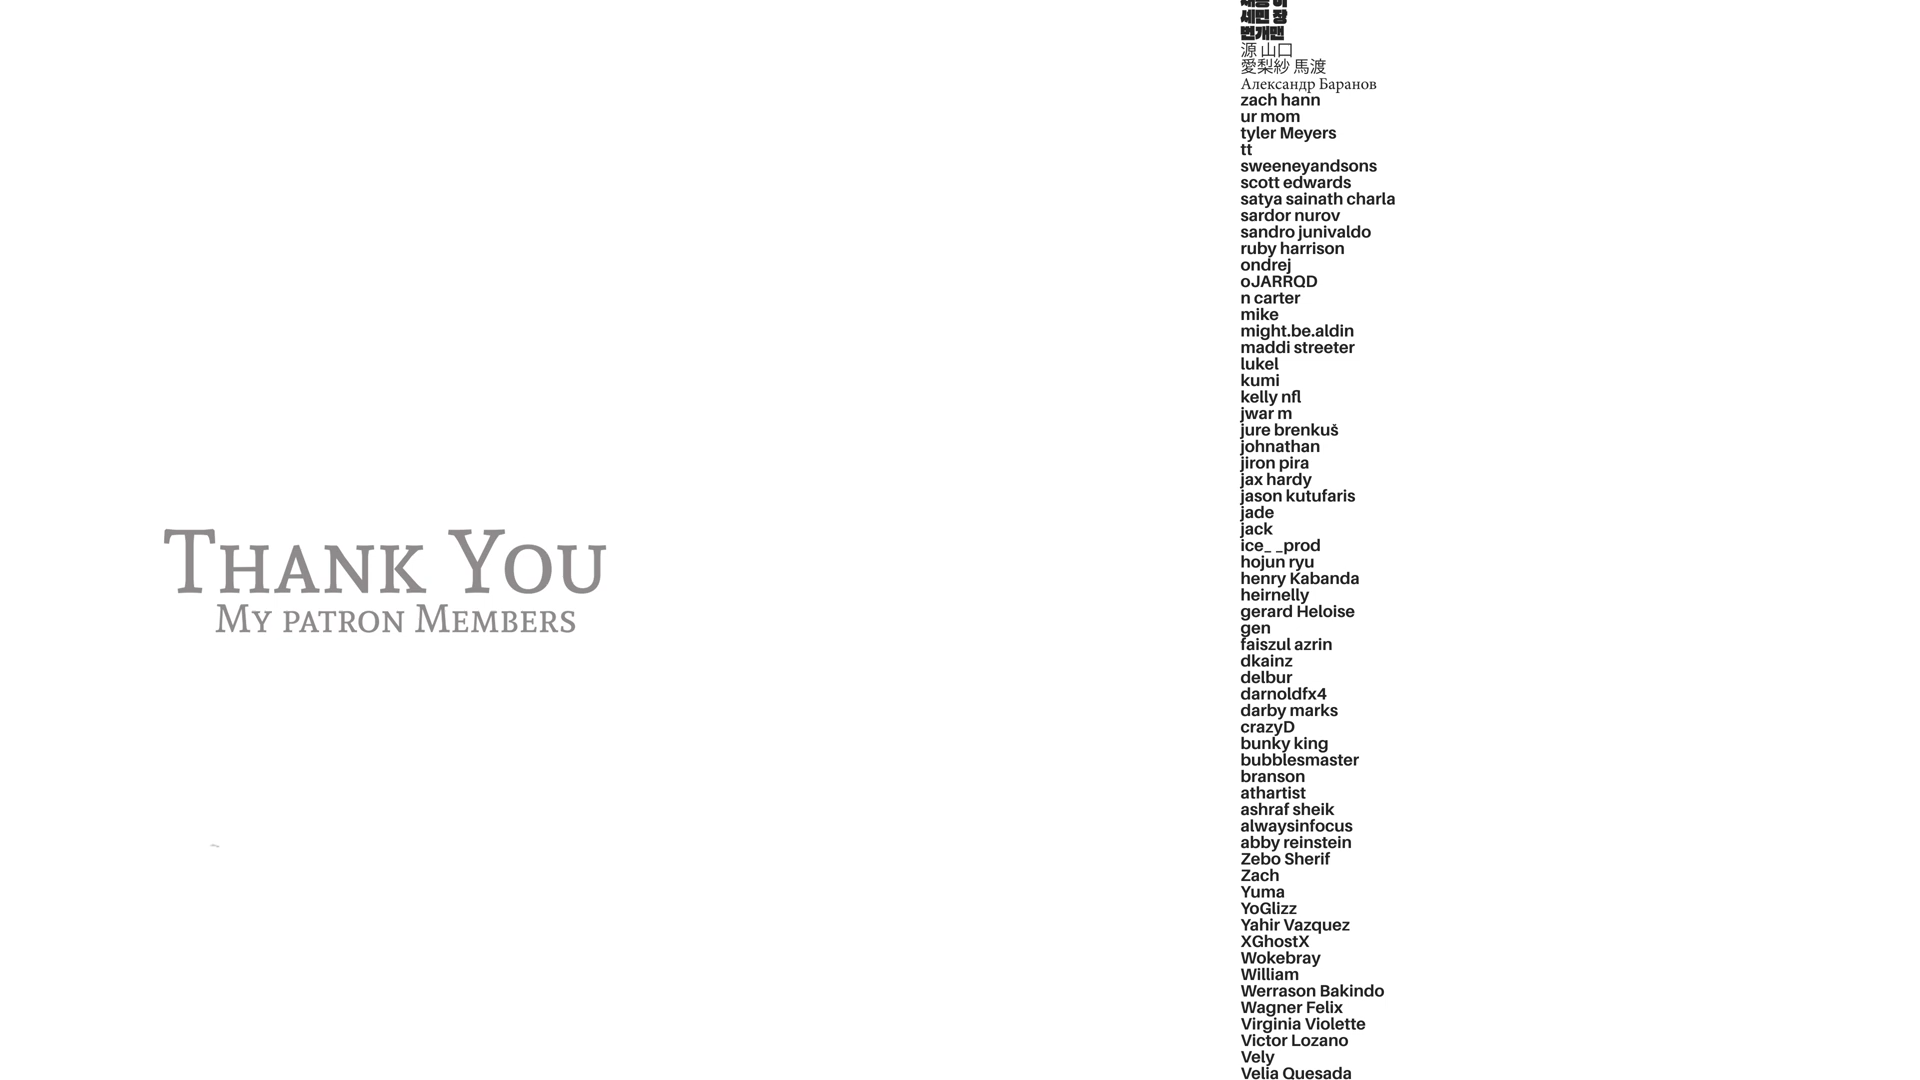 Thank You
My patron Members
세민 장
번개맨
源 山口
愛梨紗 馬渡
Александр Баранов
zach hann
ur mom
tyler Meyers
tt
sweeneyandsons
scott edwards
satya sainath charla
sardor nurov
sandro junivaldo
ruby harrison
ondrej
oJARRQD
n carter
mike
might.be.aldin
maddi streeter
lukel
kumi
kelly nfl
jwar m
jure brenkuš
johnathan
jiron pira
jax hardy
jason kutufaris
jade
jack
ice_ _prod
hojun ryu
henry Kabanda
heirnelly
gerard Heloise
gen
faiszul azrin
dkainz
delbur
darnoldfx4
darby marks
crazyD
bunky king
bubblesmaster
branson
athartist
ashraf sheik
alwaysinfocus
abby reinstein
Zebo Sherif
Zach
Yuma
YoGlizz
Yahir Vazquez
XGhostX
Wokebray
William
Werrason Bakindo
Wagner Felix
Virginia Violette
Victor Lozano
Vely
Velia Quesada